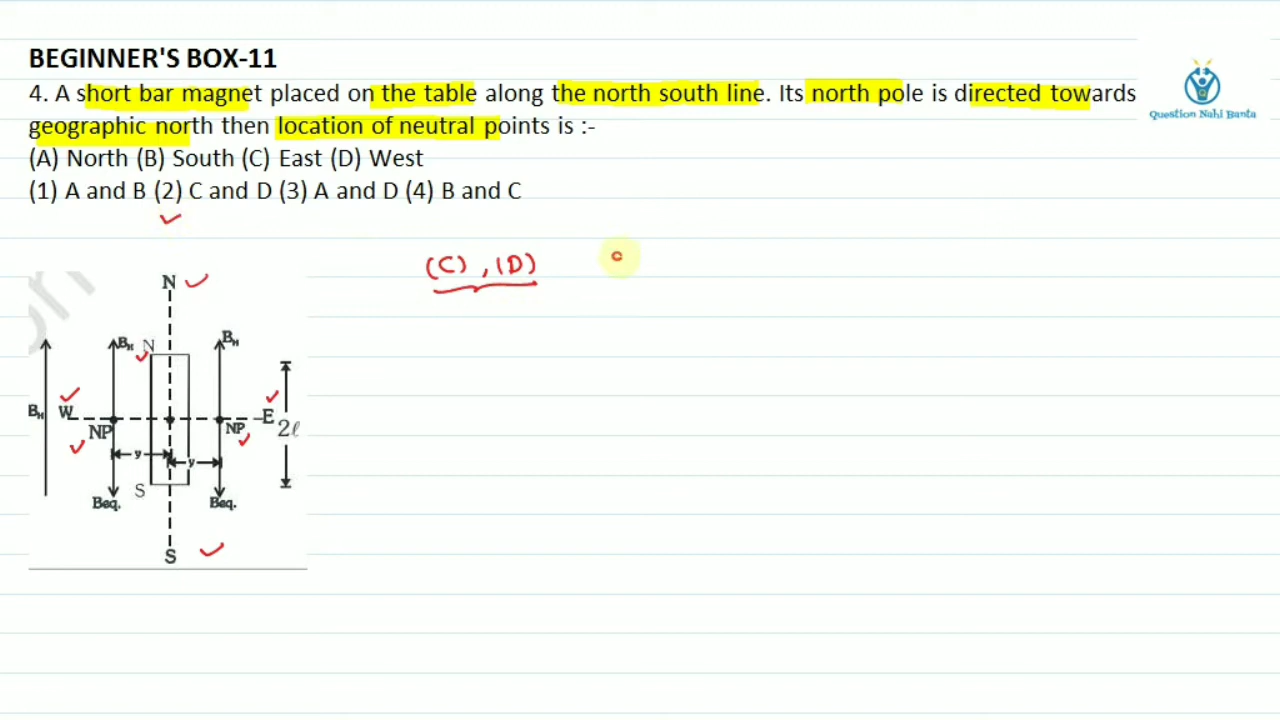 BEGINNER'S BOX-11
4. A short bar magnet placed on the table along the north south line. Its north pole is directed towards
geographic north then location of neutral points is :-
(A) North (B) South (C) East (D) West
(1) A and B (2) C and D (3) A and D (4) B and C
Question Nahi Banta
(C) , (D)
N
B_H N B_H
B_H W E
NP NP 2ℓ
y y
S
Beq. Beq.
S